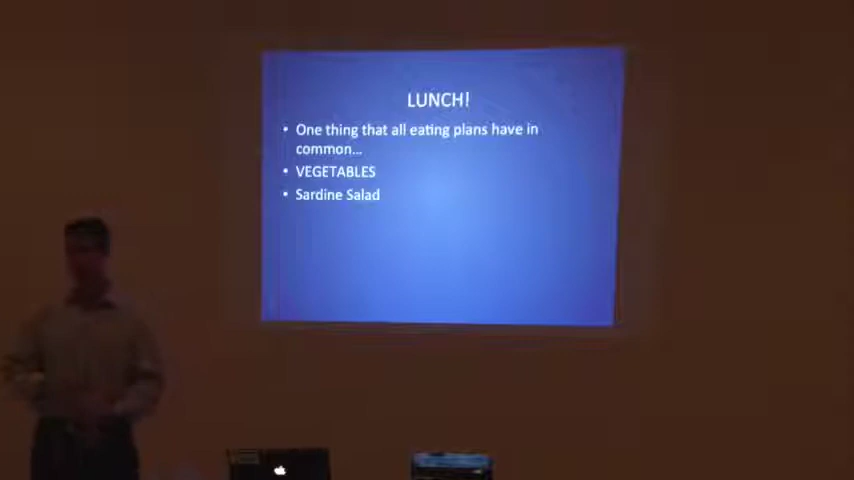 LUNCH!
• One thing that all eating plans have in
common...
• VEGETABLES
• Sardine Salad